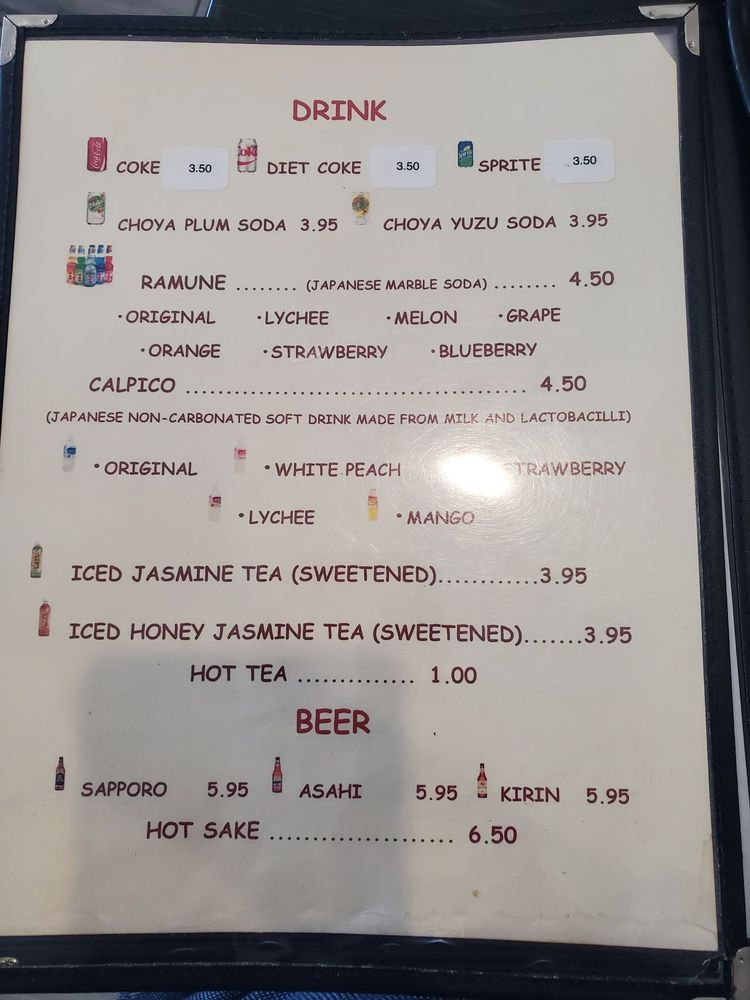 DRINK
COKE 3.50 DIET COKE 3.50 SPRITE 3.50
CHOYA PLUM SODA 3.95 CHOYA YUZU SODA 3.95
RAMUNE ........ (JAPANESE MARBLE SODA) ........ 4.50
·ORIGINAL ·LYCHEE ·MELON ·GRAPE
·ORANGE ·STRAWBERRY ·BLUEBERRY
CALPICO ..................................... 4.50
(JAPANESE NON-CARBONATED SOFT DRINK MADE FROM MILK AND LACTOBACILLI)
·ORIGINAL ·WHITE PEACH STRAWBERRY
·LYCHEE ·MANGO
ICED JASMINE TEA (SWEETENED)............3.95
ICED HONEY JASMINE TEA (SWEETENED).......3.95
HOT TEA .............. 1.00
BEER
SAPPORO 5.95 ASAHI 5.95 KIRIN 5.95
HOT SAKE ...................... 6.50